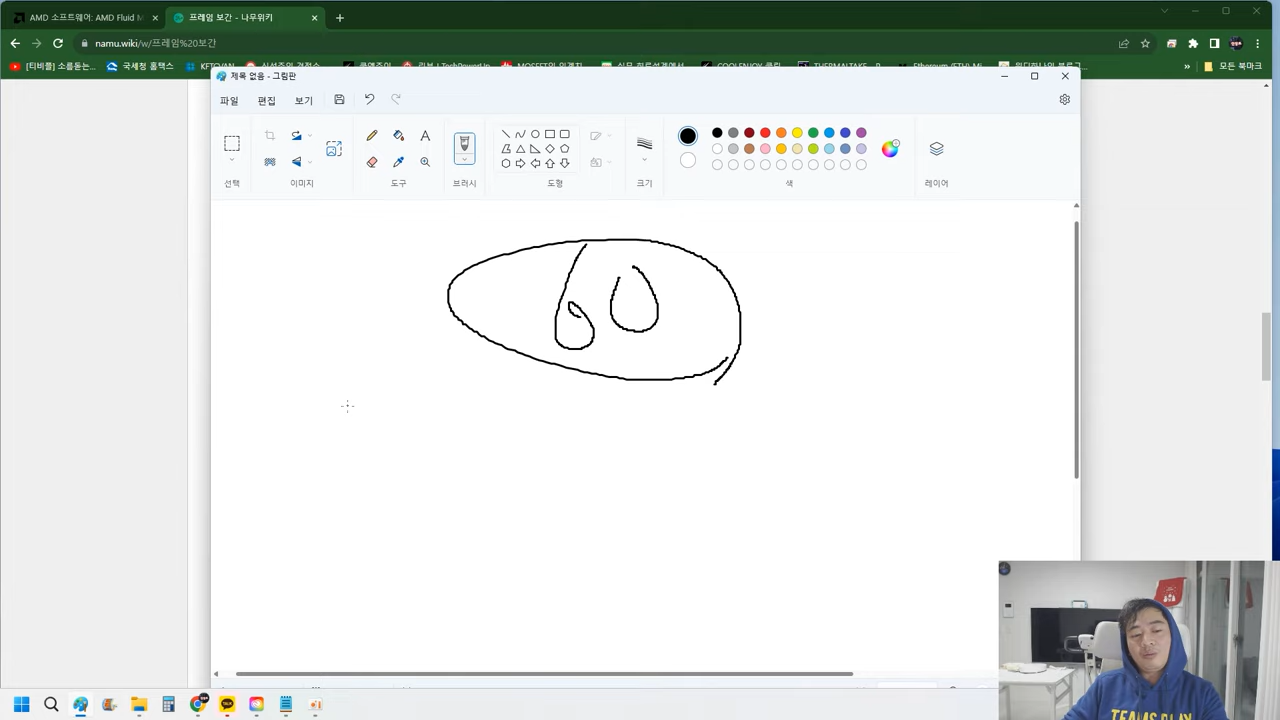 AMD 소프트웨어: AMD Fluid M
프레임 보간 - 나무위키
namu.wiki/w/프레임%20보간
[티비플] 소름돋는...
국세청 홈택스
모든 북마크
제목 없음 - 그림판
파일 편집 보기
선택 이미지 도구 브러시 도형 크기 색 레이어
60
TEAMS PLAY